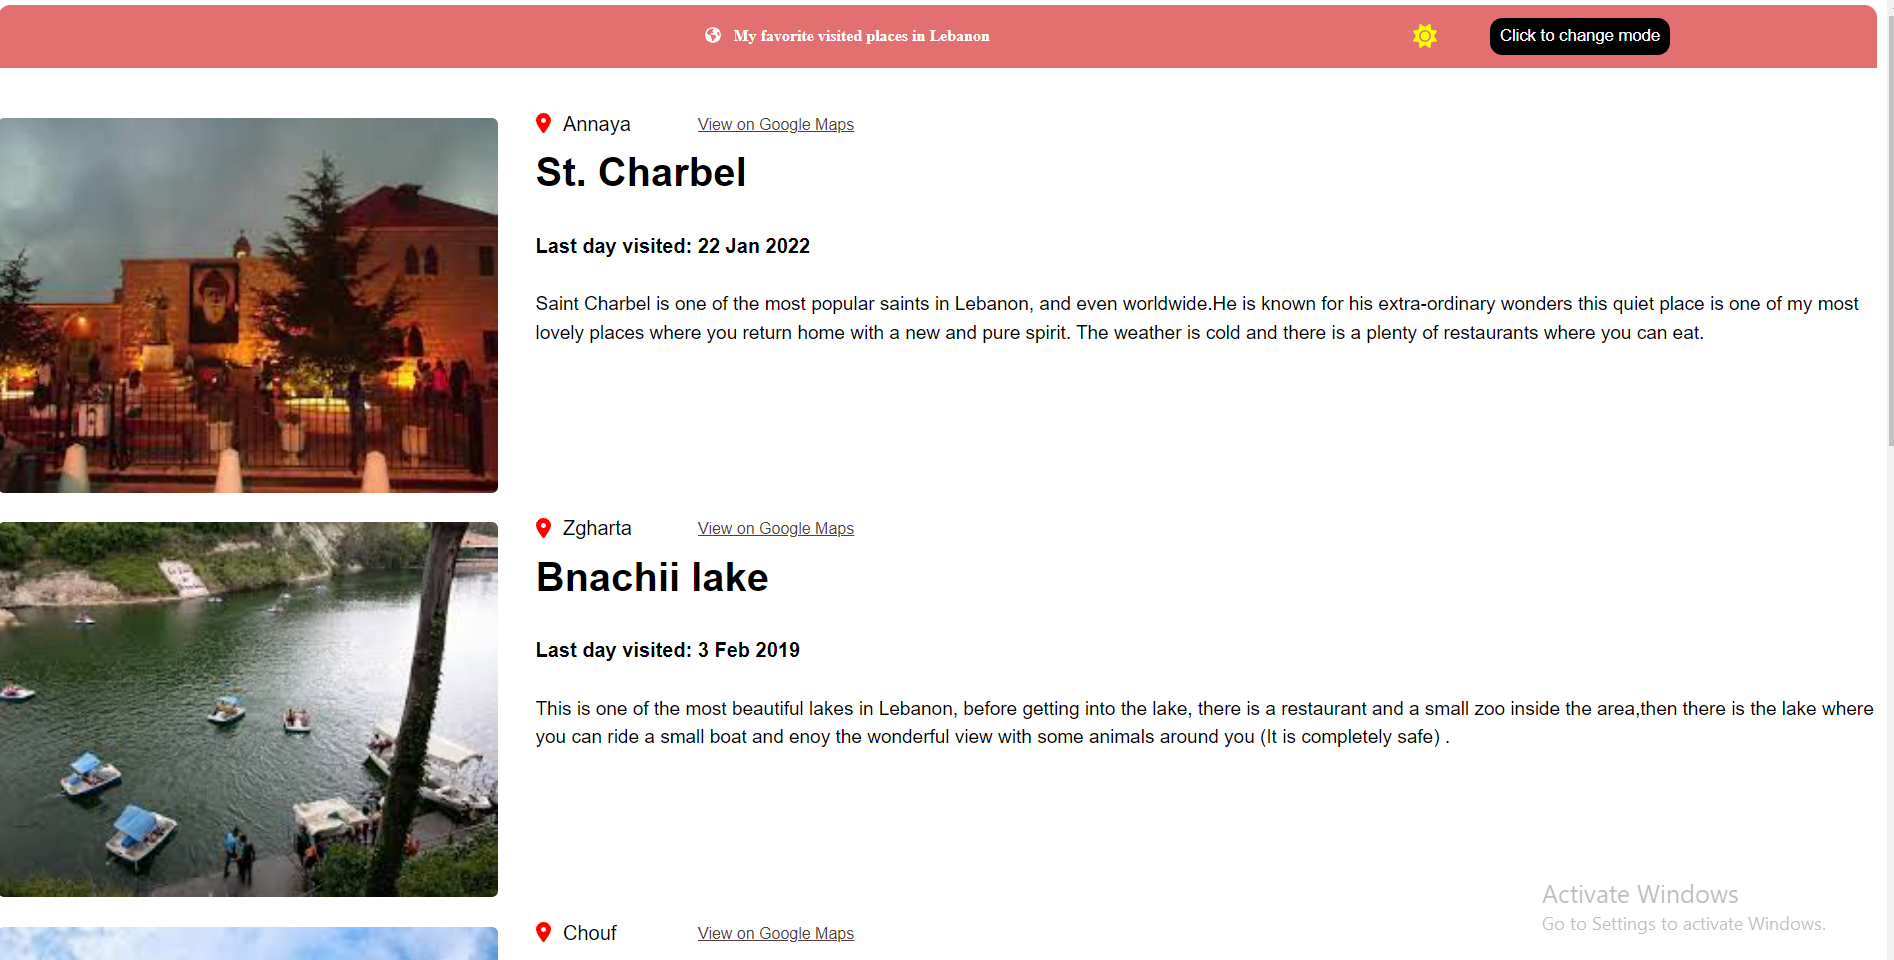 My favorite visited places in Lebanon
Click to change mode
Annaya
View on Google Maps
St. Charbel
Last day visited: 22 Jan 2022
Saint Charbel is one of the most popular saints in Lebanon, and even worldwide.He is known for his extra-ordinary wonders this quiet place is one of my most
lovely places where you return home with a new and pure spirit. The weather is cold and there is a plenty of restaurants where you can eat.
Zgharta
View on Google Maps
Bnachii lake
Last day visited: 3 Feb 2019
This is one of the most beautiful lakes in Lebanon, before getting into the lake, there is a restaurant and a small zoo inside the area,then there is the lake where
you can ride a small boat and enoy the wonderful view with some animals around you (It is completely safe) .
Chouf
View on Google Maps
Activate Windows
Go to Settings to activate Windows.